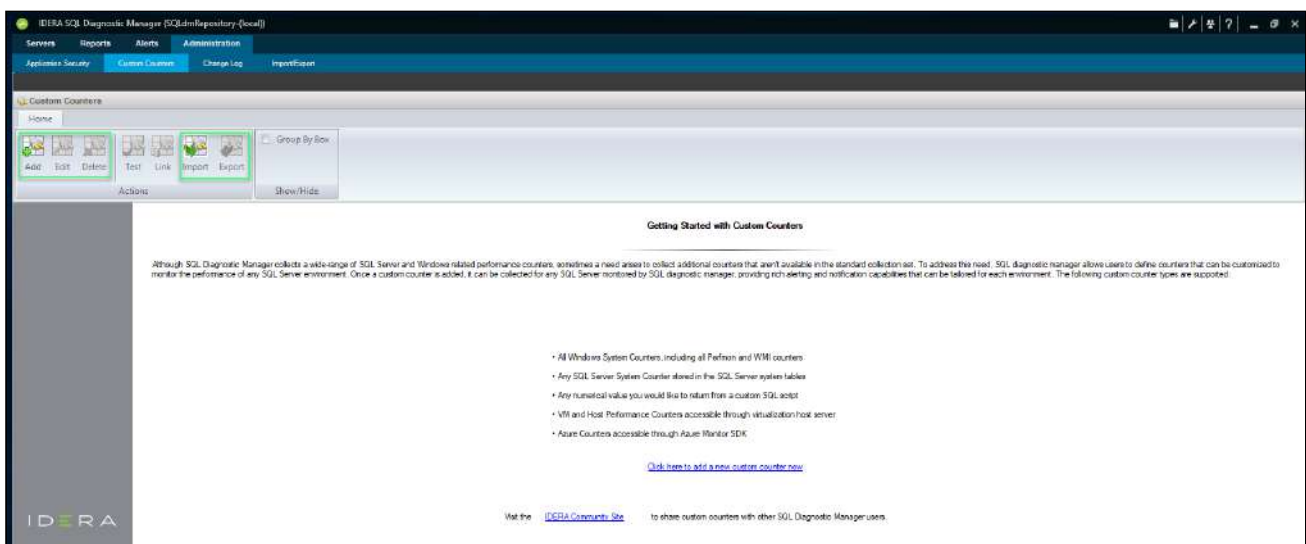 IDERA SQL Diagnostic Manager (SQLdmRepository-(local))
Servers Reports Alerts Administration
Application Security Custom Counters Change Log Import/Export
Custom Counters
Home
Add Edit Delete Test Link Import Export Group By Box
Actions Show/Hide
Getting Started with Custom Counters
Although SQL Diagnostic Manager collects a wide-range of SQL Server and Windows related performance counters, sometimes a need arises to collect additional counters that aren't available in the standard collection set. To address this need, SQL diagnostic manager allows users to define counters that can be customized to
monitor the performance of any SQL Server environment. Once a custom counter is added, it can be collected for any SQL Server monitored by SQL diagnostic manager, providing rich alerting and notification capabilities that can be tailored for each environment. The following custom counter types are supported:
• All Windows System Counters, including all Perfmon and WMI counters
• Any SQL Server System Counter stored in the SQL Server system tables
• Any numerical value you would like to return from a custom SQL script
• VM and Host Performance Counters accessible through virtualization host server
• Azure Counters accessible through Azure Monitor SDK
Click here to add a new custom counter now
Visit the IDERA Community Site to share custom counters with other SQL Diagnostic Manager users
IDERA